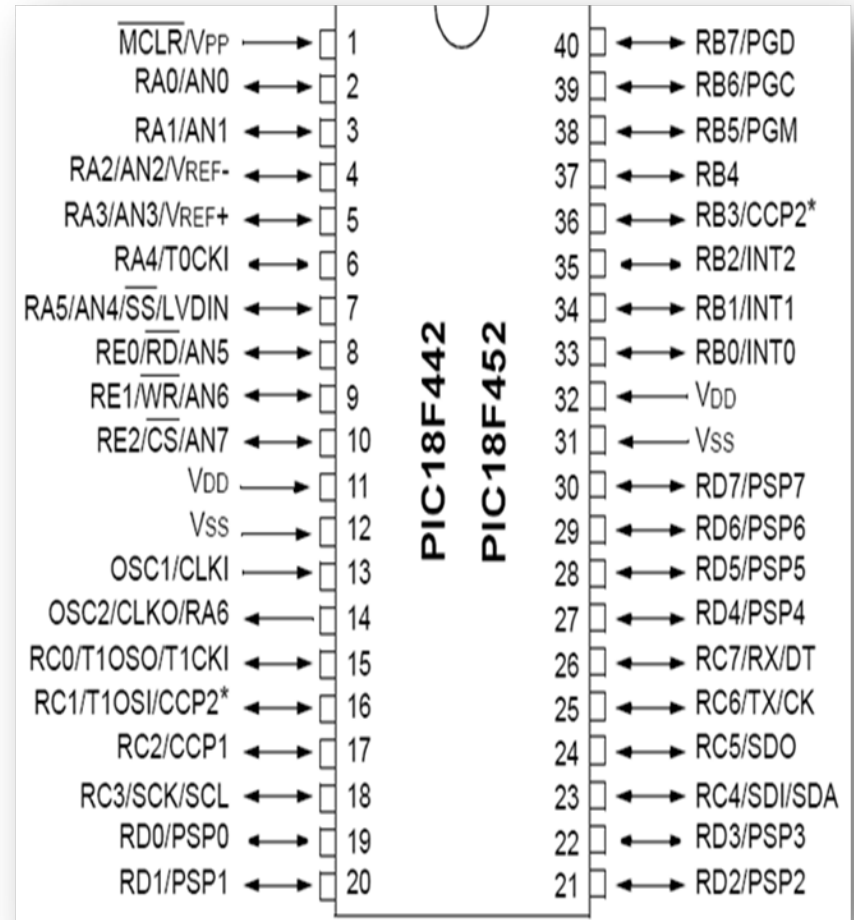 MCLR/VPP 1 40 RB7/PGD
RA0/AN0 2 39 RB6/PGC
RA1/AN1 3 38 RB5/PGM
RA2/AN2/VREF- 4 37 RB4
RA3/AN3/VREF+ 5 36 RB3/CCP2*
RA4/T0CKI 6 35 RB2/INT2
RA5/AN4/SS/LVDIN 7 34 RB1/INT1
RE0/RD/AN5 8 33 RB0/INT0
RE1/WR/AN6 9 32 VDD
RE2/CS/AN7 10 31 VSS
VDD 11 30 RD7/PSP7
VSS 12 29 RD6/PSP6
OSC1/CLKI 13 28 RD5/PSP5
OSC2/CLKO/RA6 14 27 RD4/PSP4
RC0/T1OSO/T1CKI 15 26 RC7/RX/DT
RC1/T1OSI/CCP2* 16 25 RC6/TX/CK
RC2/CCP1 17 24 RC5/SDO
RC3/SCK/SCL 18 23 RC4/SDI/SDA
RD0/PSP0 19 22 RD3/PSP3
RD1/PSP1 20 21 RD2/PSP2
PIC18F442
PIC18F452